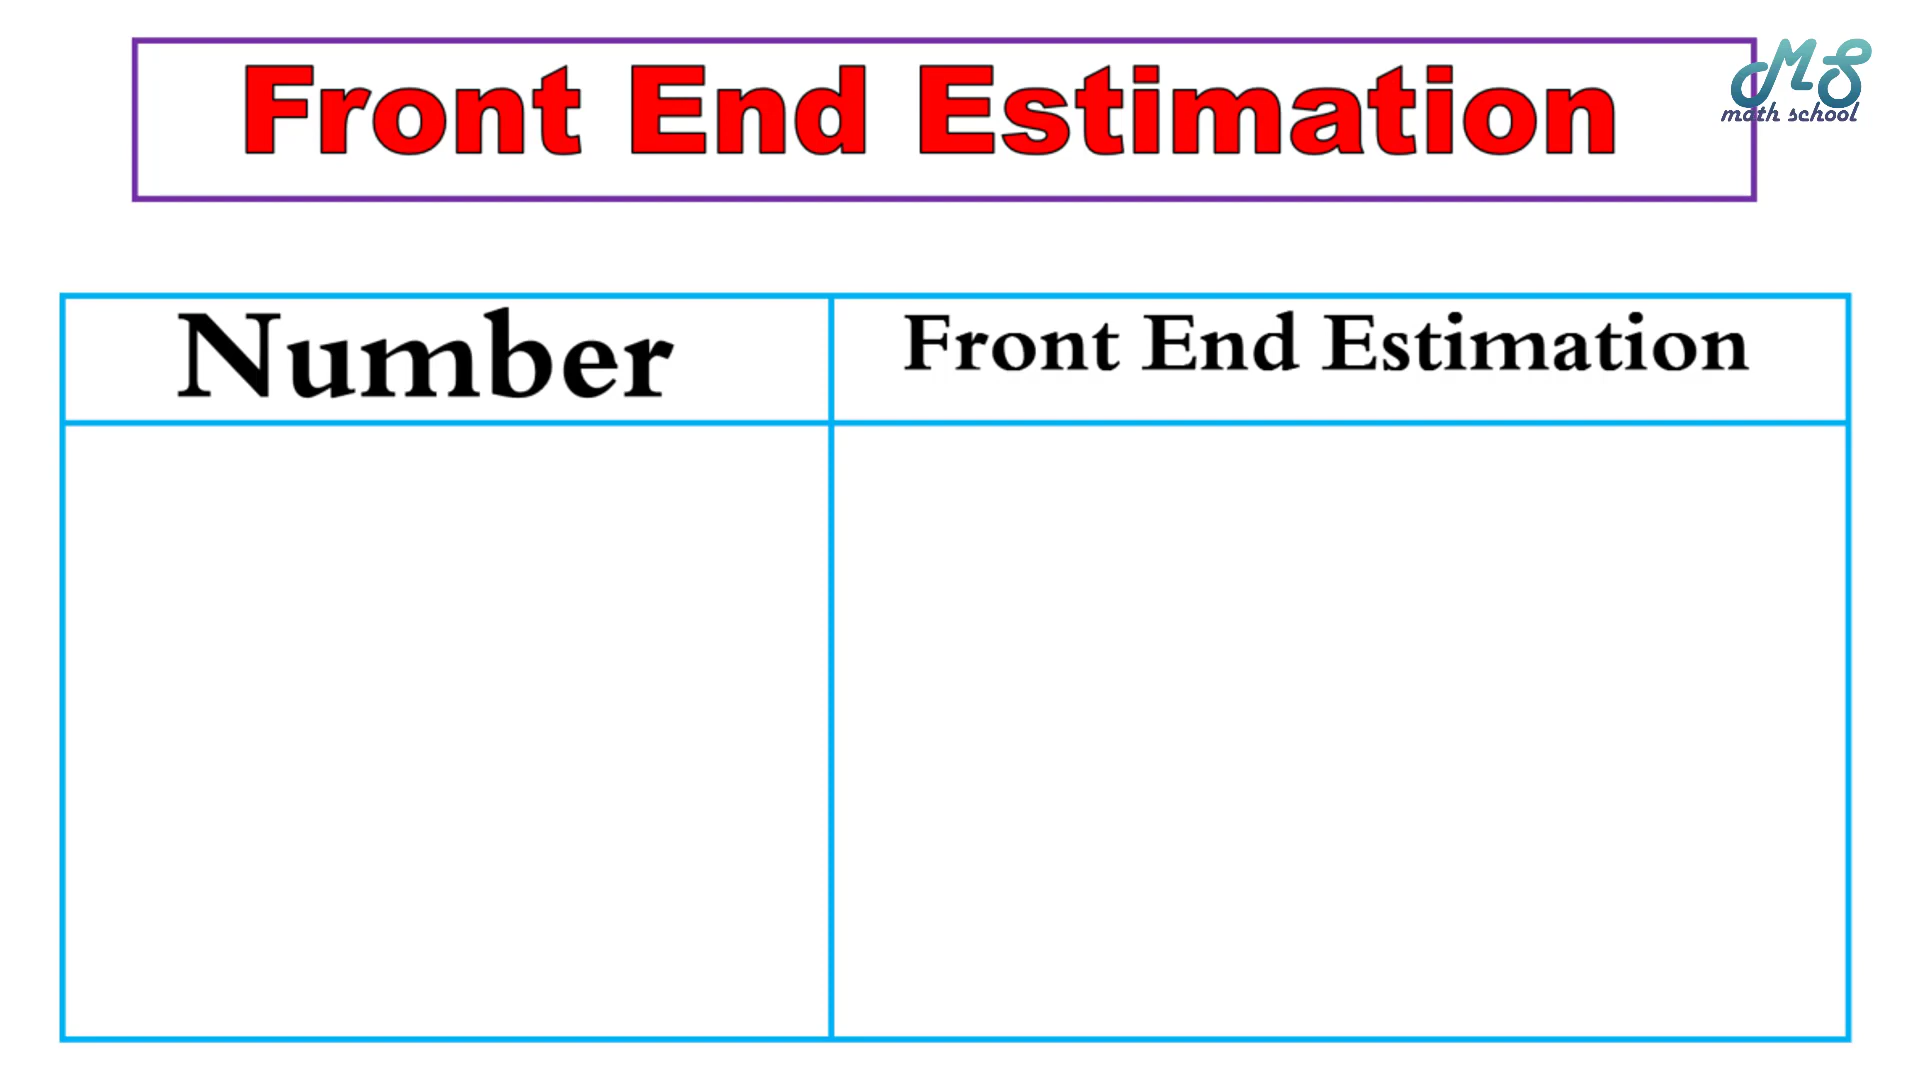 Front End Estimation
MS
math school
Number
Front End Estimation